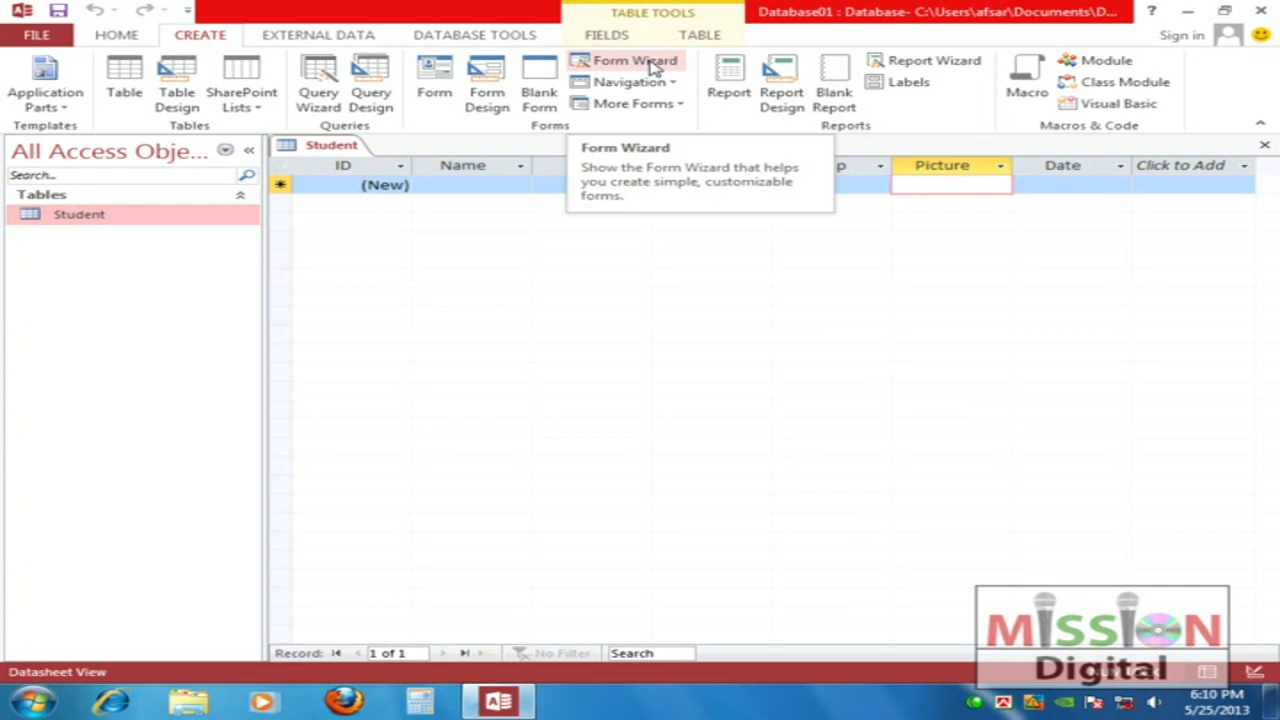 TABLE TOOLS
Database01 : Database- C:\Users\afsar\Documents\D...
?
FILE
HOME
CREATE
EXTERNAL DATA
DATABASE TOOLS
FIELDS
TABLE
Sign in
Application Parts
Table
Table Design
SharePoint Lists
Query Wizard
Query Design
Form
Form Design
Blank Form
Form Wizard
Navigation
More Forms
Report
Report Design
Blank Report
Report Wizard
Labels
Macro
Module
Class Module
Visual Basic
Templates
Tables
Queries
Forms
Reports
Macros & Code
All Access Obje... «
Search...
Tables
Student
Student
ID
Name
p
Picture
Date
Click to Add
(New)
Form Wizard
Show the Form Wizard that helps
you create simple, customizable
forms.
Record:
1 of 1
No Filter
Search
Datasheet View
MISSION
Digital
6:10 PM
5/25/2013